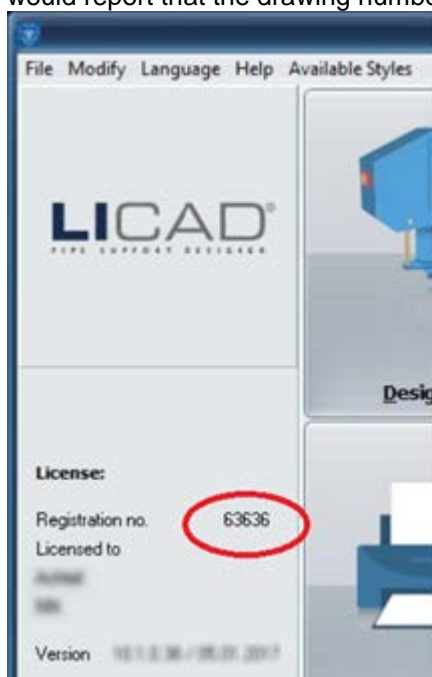 would report that the drawing numbe
File Modify Language Help Available Styles
LICAD®
PIPE SUPPORT DESIGNER
Desig
License:
Registration no. 63636
Licensed to
Version